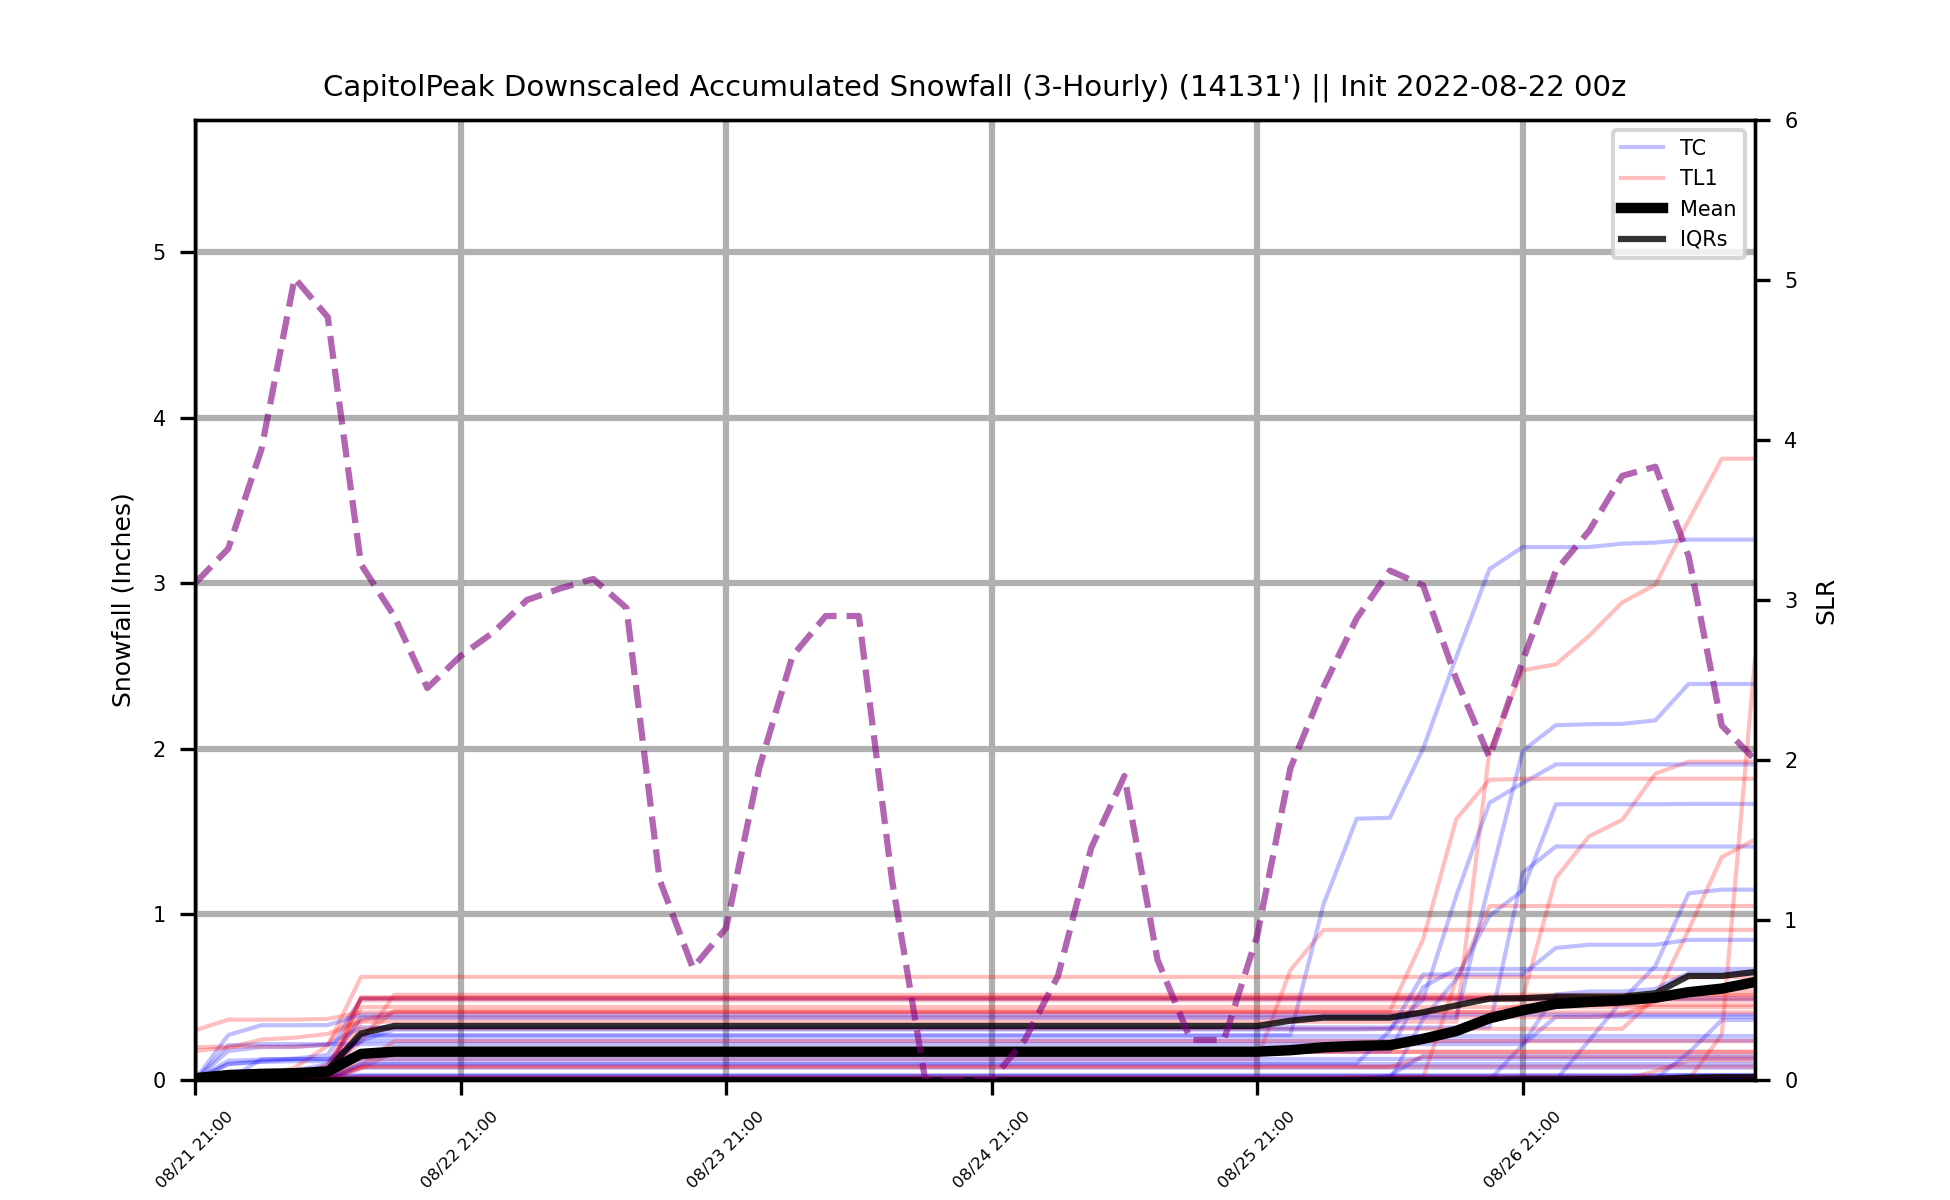 CapitolPeak Downscaled Accumulated Snowfall (3-Hourly) (14131') || Init 2022-08-22 00z
TC
TL1
Mean
IQRs
Snowfall (Inches)
5
4
3
2
1
0
6
5
4
3
2
1
0
SLR
08/21 21:00
08/22 21:00
08/23 21:00
08/24 21:00
08/25 21:00
08/26 21:00